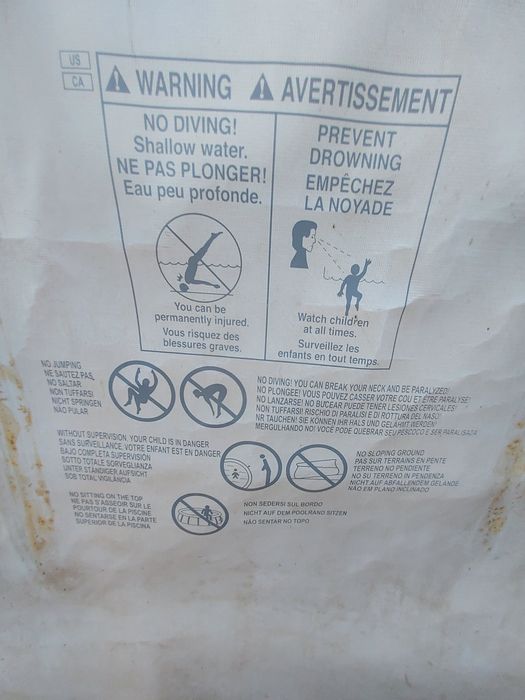 US
CA
WARNING AVERTISSEMENT
NO DIVING!
Shallow water.
NE PAS PLONGER!
Eau peu profonde.
You can be
permanently injured.
Vous risquez des
blessures graves.
PREVENT
DROWNING
EMPÊCHEZ
LA NOYADE
Watch children
at all times.
Surveillez les
enfants en tout temps.
NO JUMPING
NE SAUTEZ PAS
NO SALTAR
NON TUFFARSI
NICHT SPRINGEN
NÃO PULAR
NO DIVING! YOU CAN BREAK YOUR NECK AND BE PARALYZED!
NO PLONGEE! VOUS POUVEZ CASSER VOTRE COU ET ÊTRE PARALYSE!
NO LANZARSE! NO BUCEAR PUEDE TENER LESIONES CERVICALES!
NON TUFFARSI! RISCHIO DI PARALISI E DI ROTTURA DEL NASO!
NR TAUCHEN! SIE KÖNNEN IHR HALS UND GELÄHMT WERDEN!
MERGULHANDO NO! VOCÊ PODE QUEBRAR SEU PESCOCO E SER PARALISADA
WITHOUT SUPERVISION, YOUR CHILD IS IN DANGER
SANS SURVEILLANCE, VOTRE ENFANT EST EN DANGER
BAJO COMPLETA SUPERVISIÓN
SOTTO TOTALE SORVEGLIANZA
UNTER STÄNDIGER AUFSICHT
SOB TOTAL VIGILÂNCIA
NO SLOPING GROUND
PAS SUR TERRAINS EN PENTE
TERRENO NO PENDIENTE
NO SU TERRENO IN PENDENZA
NICHT AUF ABFALLENDEM GELANDE
NÃO EM PLANO INCLINADO
NO SITTING ON THE TOP
NE PAS S'ASSEOIR SUR LE
POURTOUR DE LA PISCINE
NO SENTARSE EN LA PARTE
SUPERIOR DE LA PISCINA
NON SEDERSI SUL BORDO
NICHT AUF DEM POOLRAND SITZEN
NÃO SENTAR NO TOPO